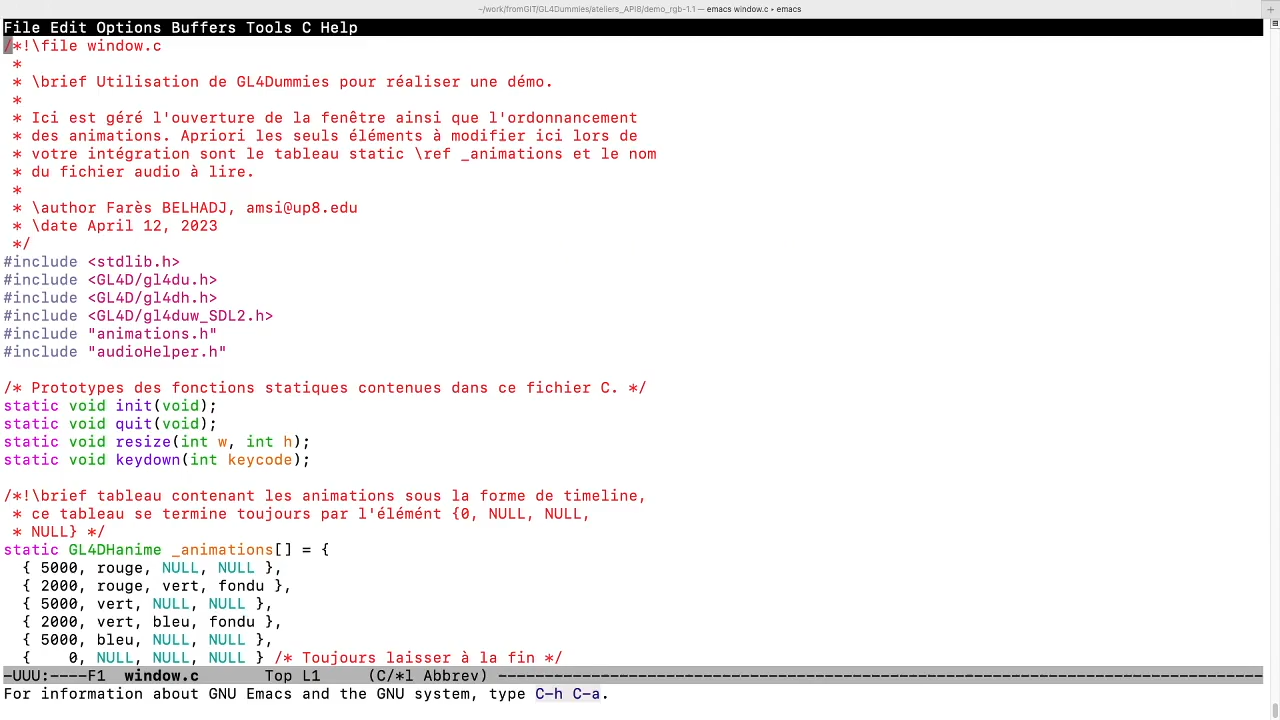 ~/work/fromGIT/GL4Dummies/ateliers_API8/demo_rgb-1.1 — emacs window.c • emacs
File Edit Options Buffers Tools C Help
/*!\file window.c
 *
 * \brief Utilisation de GL4Dummies pour réaliser une démo.
 *
 * Ici est géré l'ouverture de la fenêtre ainsi que l'ordonnancement
 * des animations. Apriori les seuls éléments à modifier ici lors de
 * votre intégration sont le tableau static \ref _animations et le nom
 * du fichier audio à lire.
 *
 * \author Farès BELHADJ, amsi@up8.edu
 * \date April 12, 2023
 */
#include <stdlib.h>
#include <GL4D/gl4du.h>
#include <GL4D/gl4dh.h>
#include <GL4D/gl4duw_SDL2.h>
#include "animations.h"
#include "audioHelper.h"

/* Prototypes des fonctions statiques contenues dans ce fichier C. */
static void init(void);
static void quit(void);
static void resize(int w, int h);
static void keydown(int keycode);

/*!\brief tableau contenant les animations sous la forme de timeline,
 * ce tableau se termine toujours par l'élémént {0, NULL, NULL,
 * NULL} */
static GL4DHanime _animations[] = {
  { 5000, rouge, NULL, NULL },
  { 2000, rouge, vert, fondu },
  { 5000, vert, NULL, NULL },
  { 2000, vert, bleu, fondu },
  { 5000, bleu, NULL, NULL },
  {    0, NULL, NULL, NULL } /* Toujours laisser à la fin */
-UUU:----F1  window.c       Top L1     (C/*l Abbrev) ----------------------------------------------------------------------------------
For information about GNU Emacs and the GNU system, type C-h C-a.